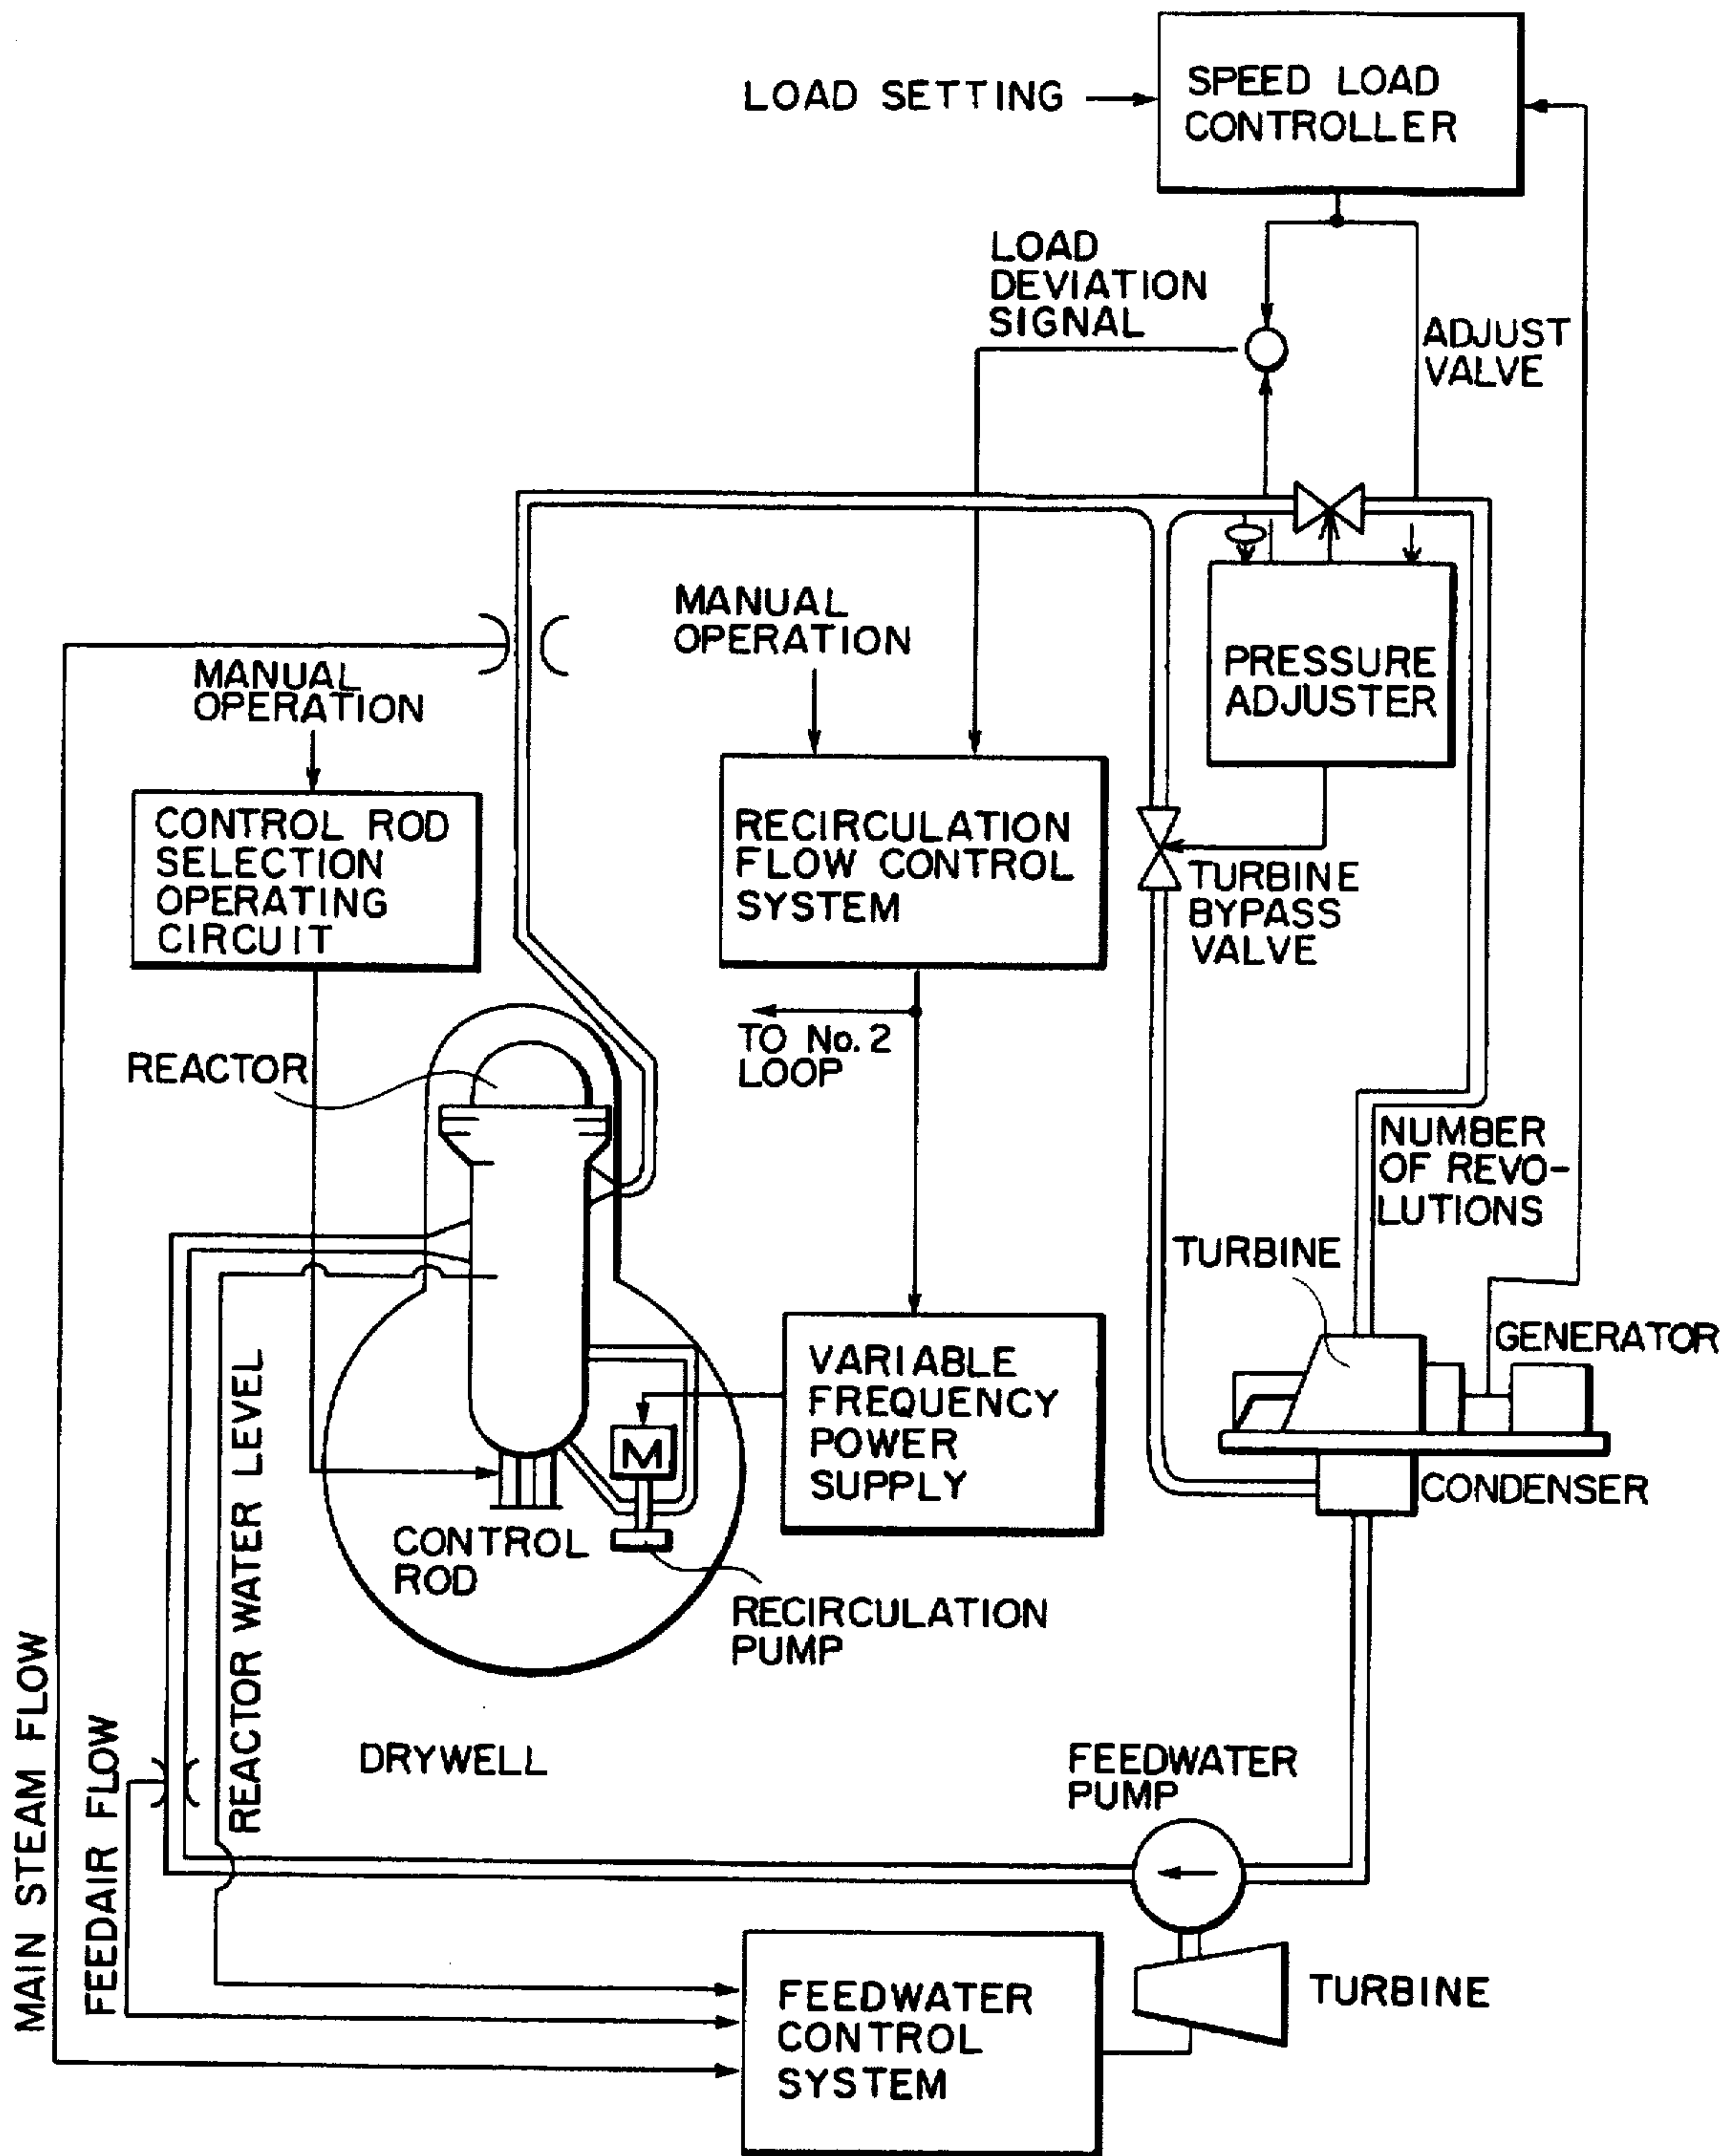 SPEED LOAD
CONTROLLER
LOAD SETTING
LOAD
DEVIATION
SIGNAL
ADJUST
VALVE
MANUAL
OPERATION
MANUAL
OPERATION
PRESSURE
ADJUSTER
CONTROL ROD
SELECTION
OPERATING
CIRCUIT
RECIRCULATION
FLOW CONTROL
SYSTEM
TURBINE
BYPASS
VALVE
TO No. 2
LOOP
REACTOR
NUMBER
OF REVO-
LUTIONS
TURBINE
GENERATOR
VARIABLE
FREQUENCY
POWER
SUPPLY
M
CONDENSER
CONTROL
ROD
RECIRCULATION
PUMP
REACTOR WATER LEVEL
MAIN STEAM FLOW
FEEDAIR FLOW
DRYWELL
FEEDWATER
PUMP
FEEDWATER
CONTROL
SYSTEM
TURBINE